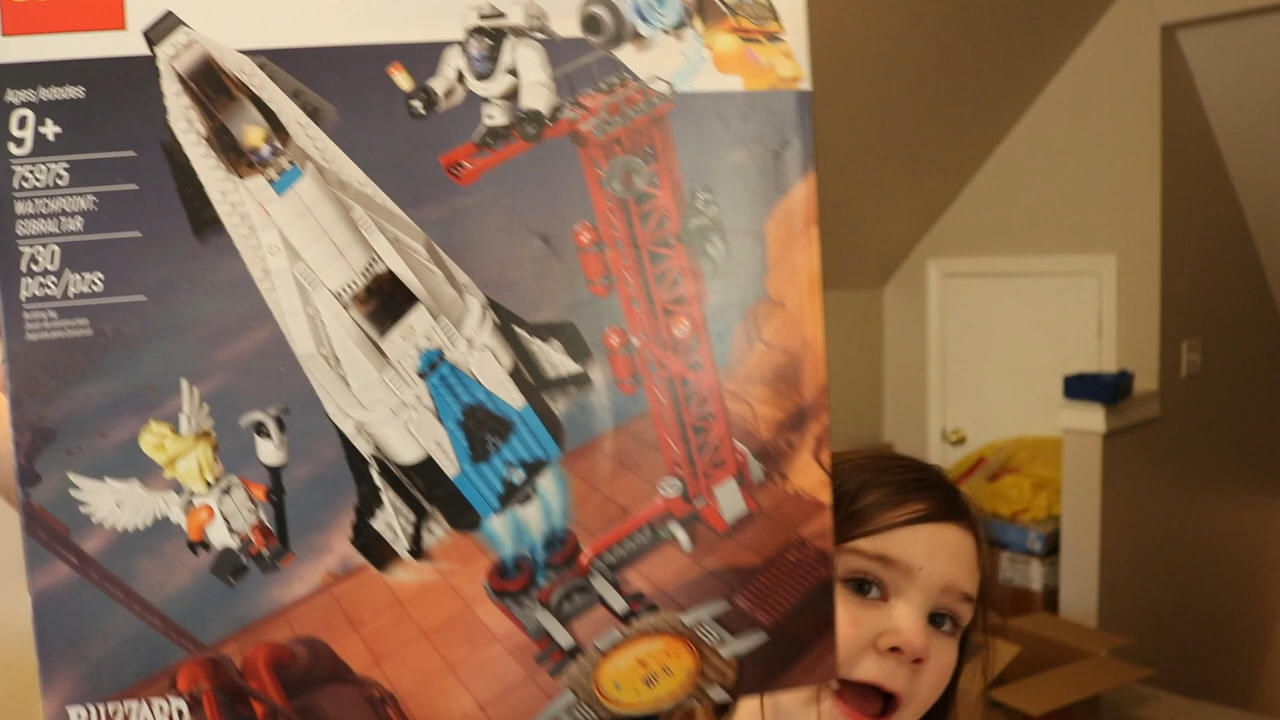 Ages/edades
9+
75975
WATCHPOINT:
GIBRALTAR
730
pcs/pzs
BLIZZARD